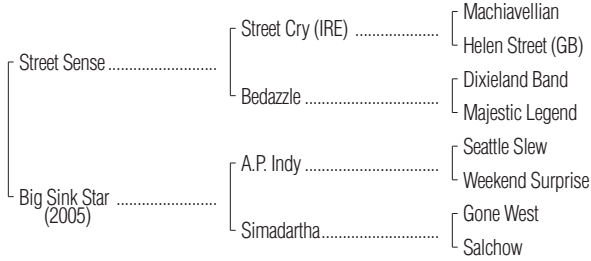 Machiavellian
Street Cry (IRE) ...................
Helen Street (GB)
Street Sense .........................
Dixieland Band
Bedazzle ...............................
Majestic Legend
Seattle Slew
A.P. Indy ...............................
Weekend Surprise
Big Sink Star .......................
(2005)
Gone West
Simadartha...........................
Salchow